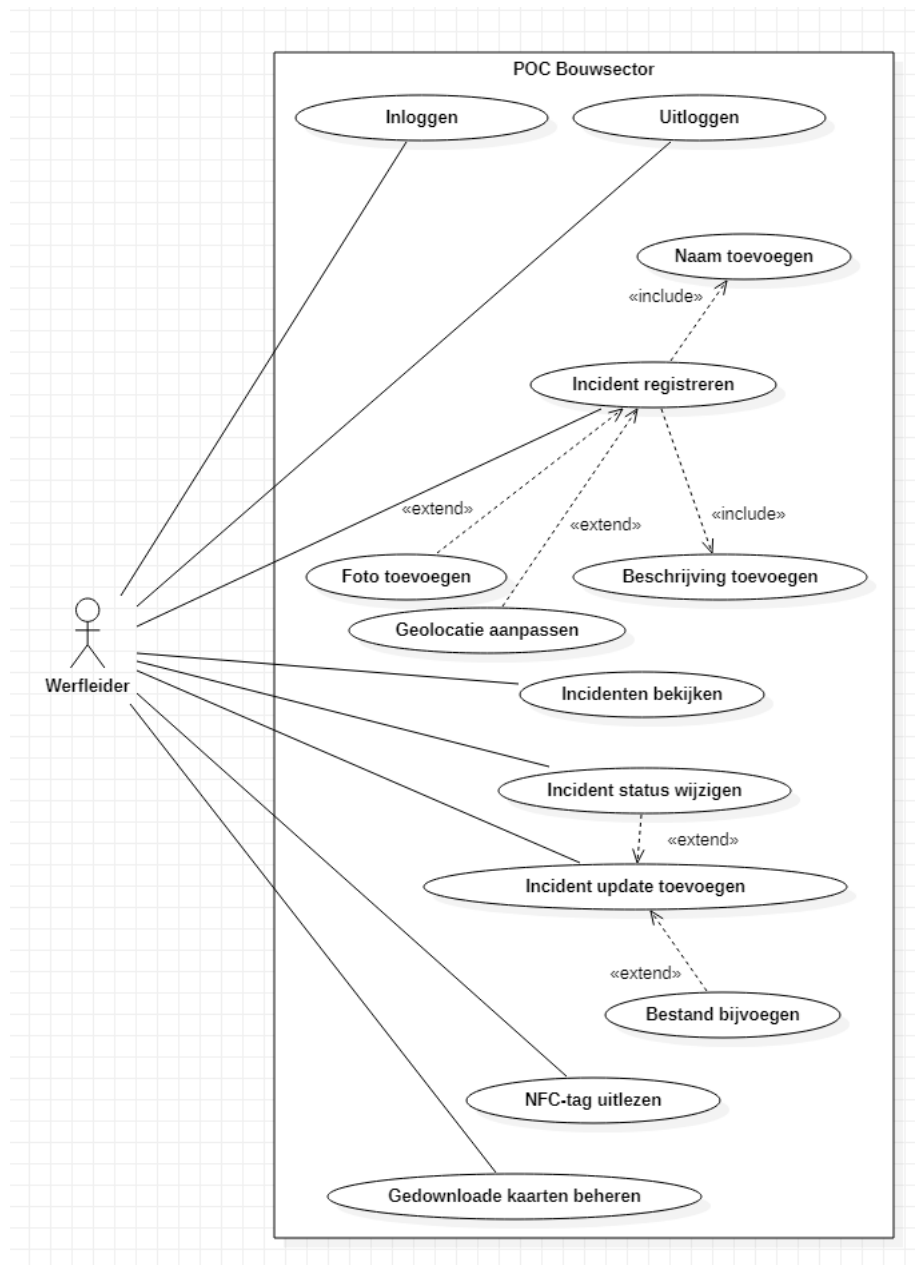 POC Bouwsector
Inloggen
Uitloggen
Naam toevoegen
«include»
Incident registreren
«extend»
«include»
«extend»
Foto toevoegen
Beschrijving toevoegen
Geolocatie aanpassen
Werfleider
Incidenten bekijken
Incident status wijzigen
«extend»
Incident update toevoegen
«extend»
Bestand bijvoegen
NFC-tag uitlezen
Gedownloade kaarten beheren